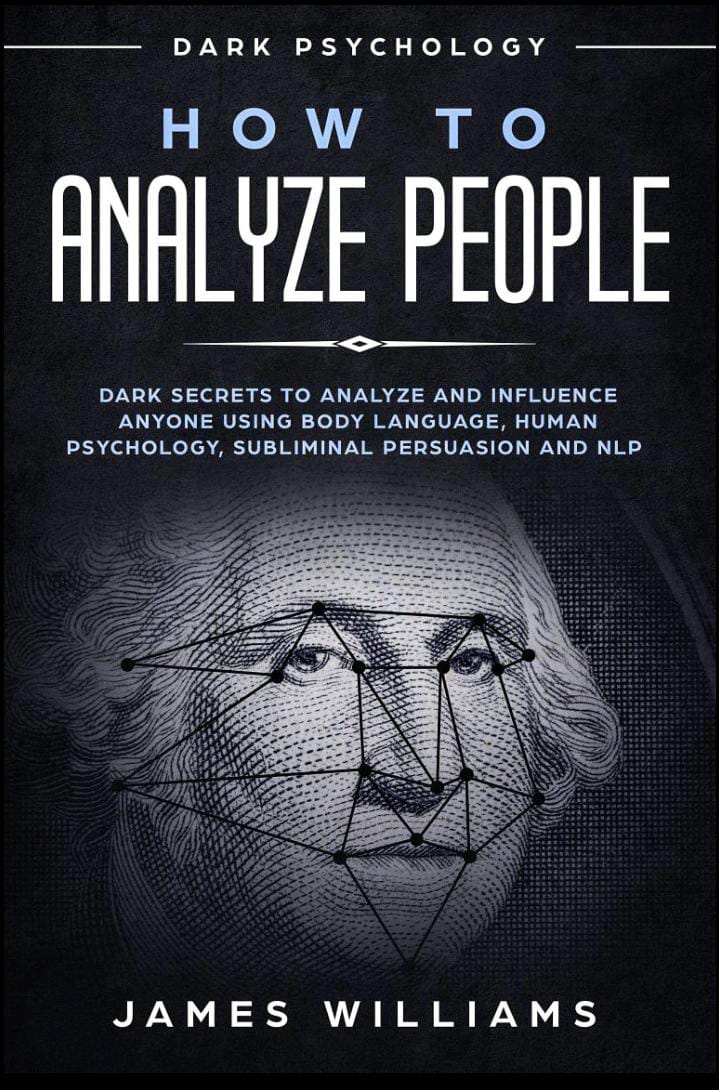 DARK PSYCHOLOGY
HOW TO
ANALYZE PEOPLE
DARK SECRETS TO ANALYZE AND INFLUENCE
ANYONE USING BODY LANGUAGE, HUMAN
PSYCHOLOGY, SUBLIMINAL PERSUASION AND NLP
JAMES WILLIAMS